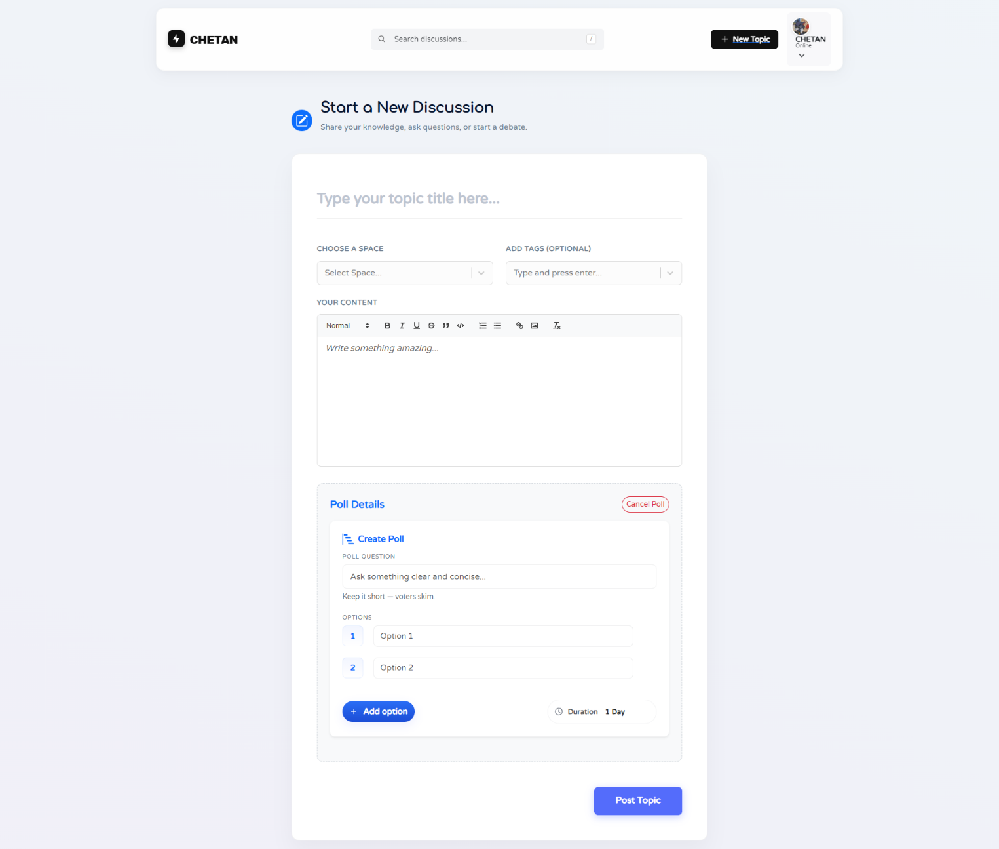 CHETAN
Search discussions...
/
New Topic
CHETAN
Online
Start a New Discussion
Share your knowledge, ask questions, or start a debate.
Type your topic title here...
CHOOSE A SPACE
ADD TAGS (OPTIONAL)
Select Space...
Type and press enter...
YOUR CONTENT
Normal
Write something amazing...
Poll Details
Cancel Poll
Create Poll
POLL QUESTION
Ask something clear and concise...
Keep it short — voters skim.
OPTIONS
1
Option 1
2
Option 2
+ Add option
Duration 1 Day
Post Topic